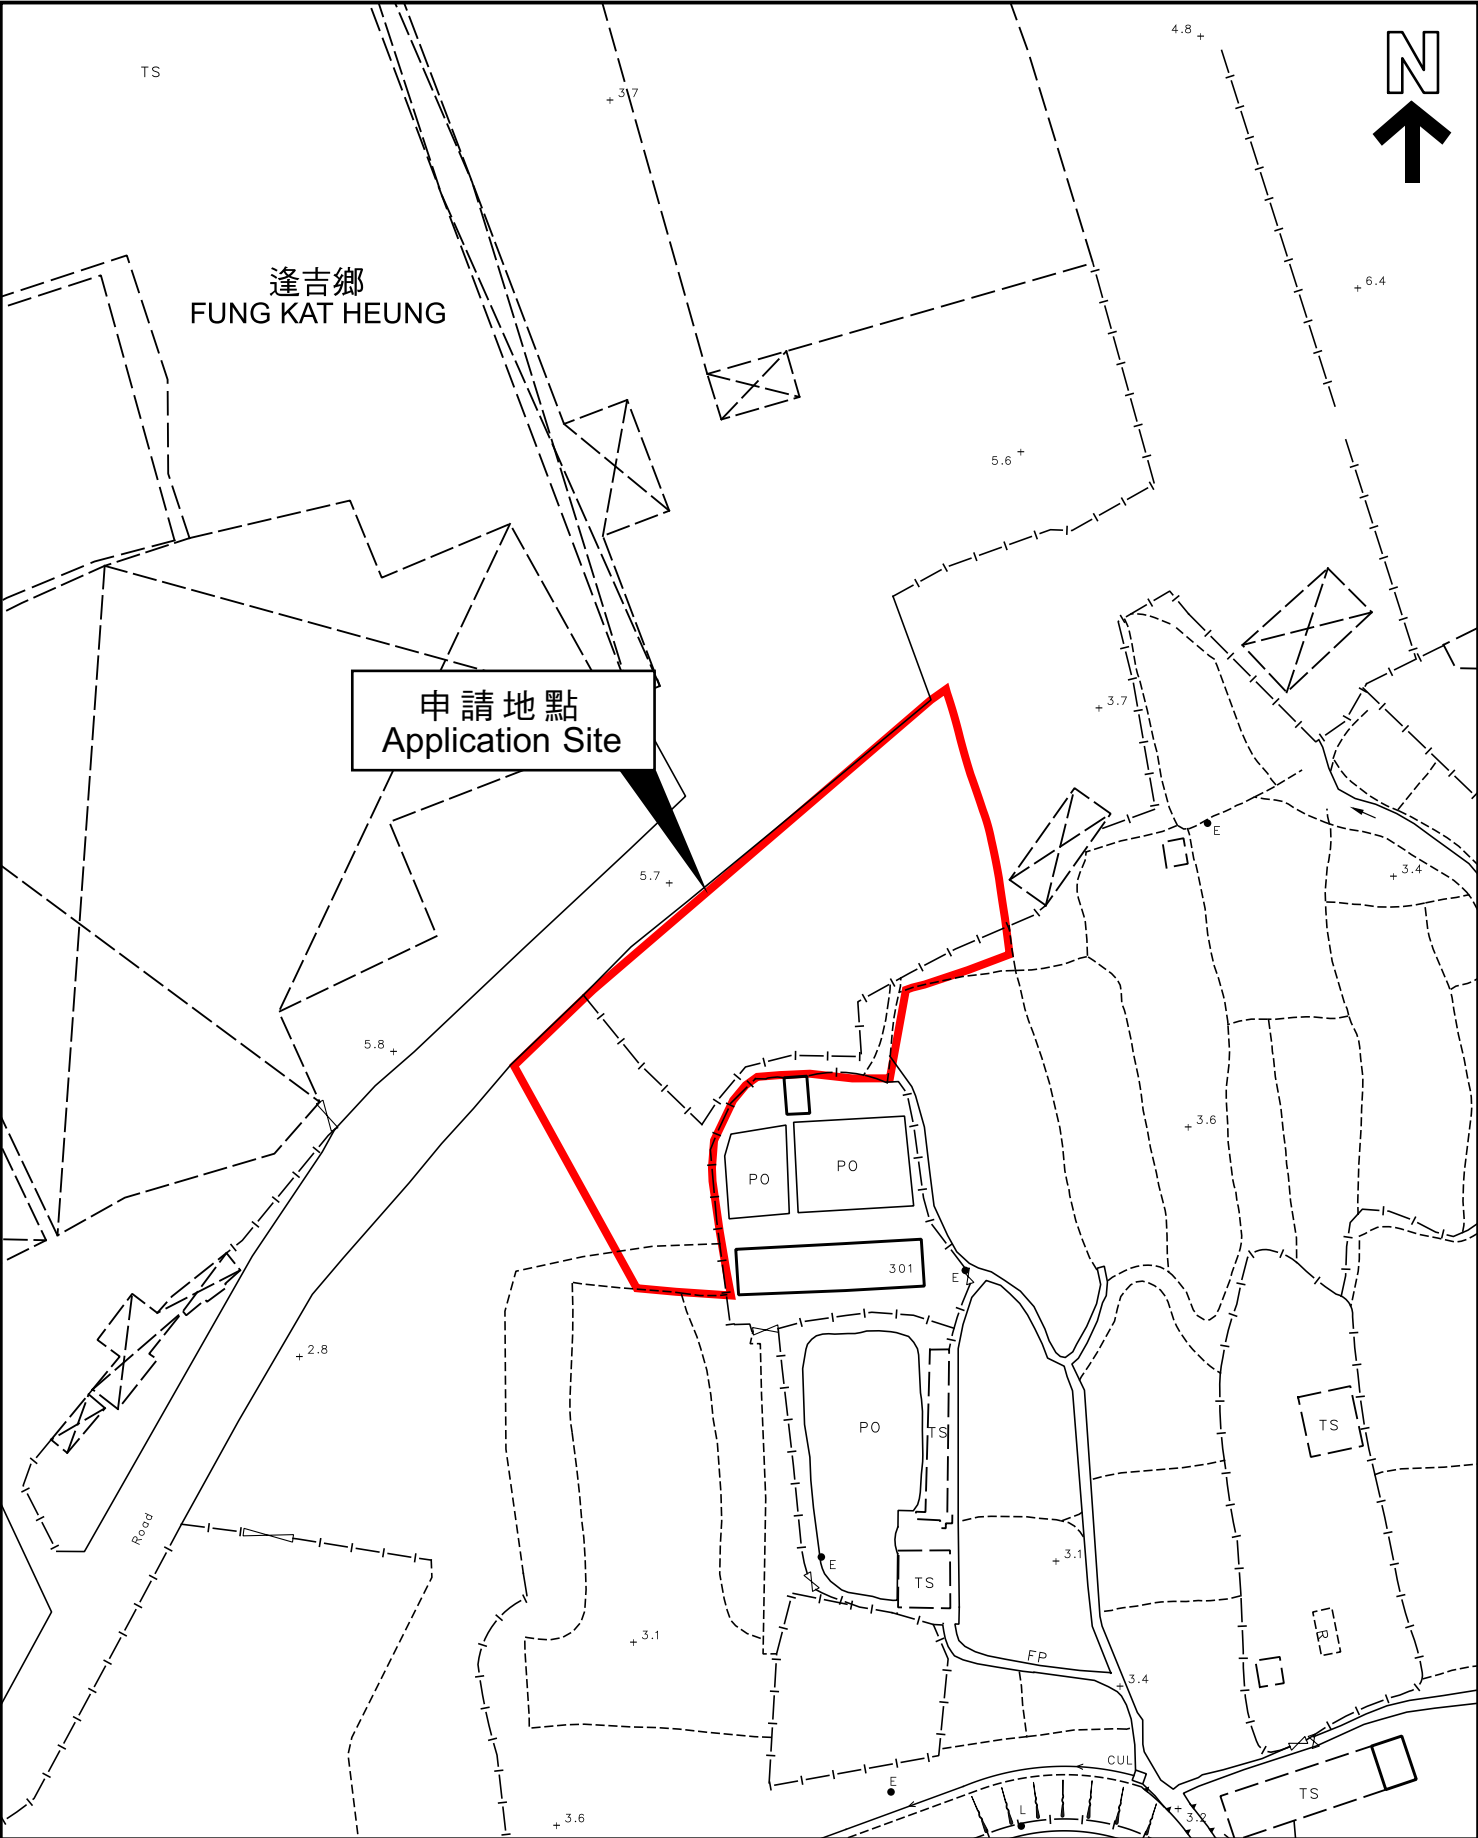 4.8
N
TS
3.7
6.4
逢吉鄉
FUNG KAT HEUNG
5.6
申請地點
Application Site
3.7
E
5.7
3.4
5.8
3.6
PO
PO
301
E
2.8
PO
TS
TS
Road
3.1
E
TS
3.1
R
FP
3.4
CUL
E
TS
L
3.6
3.2